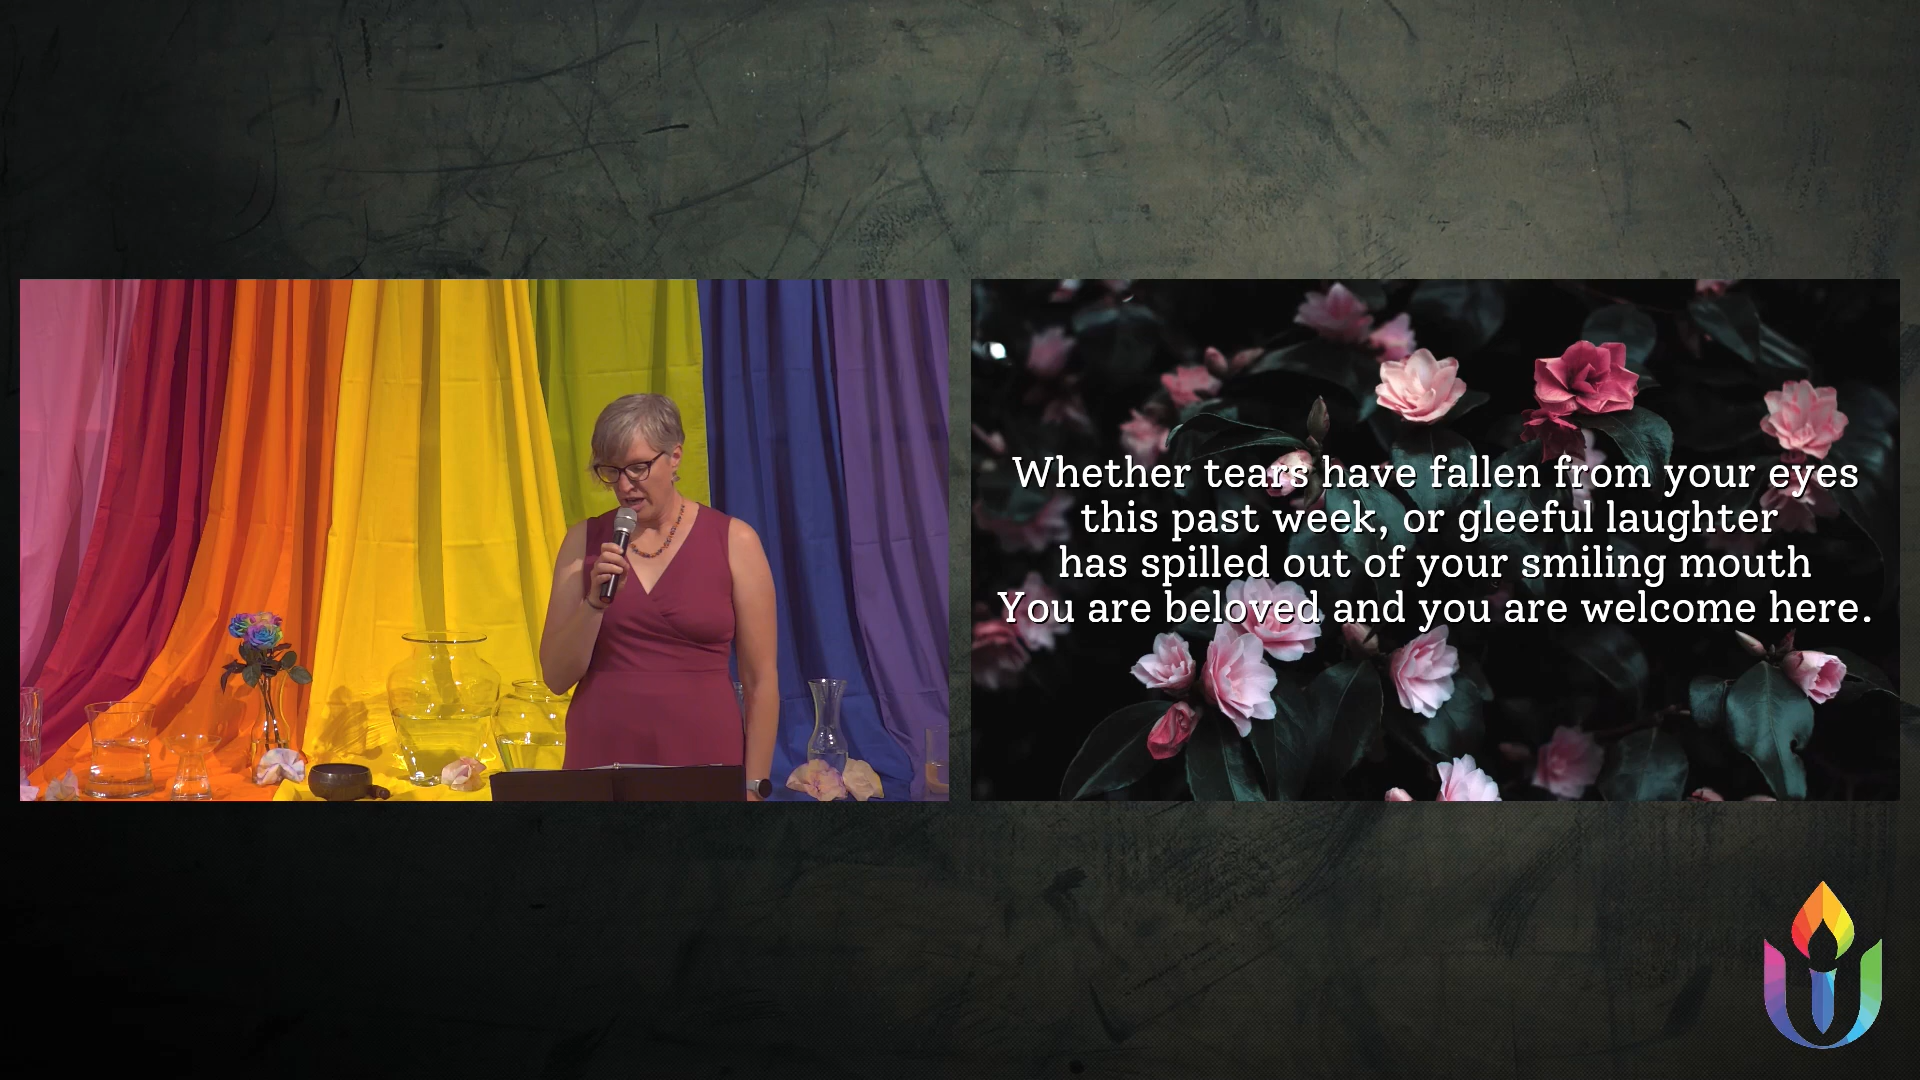 Whether tears have fallen from your eyes
this past week, or gleeful laughter
has spilled out of your smiling mouth
You are beloved and you are welcome here.